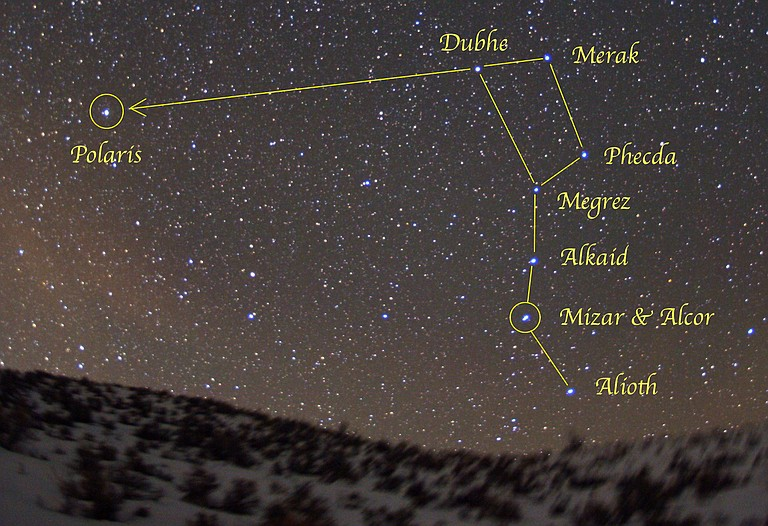 Dubhe
Merak
Polaris
Phecda
Megrez
Alkaid
Mizar & Alcor
Alioth